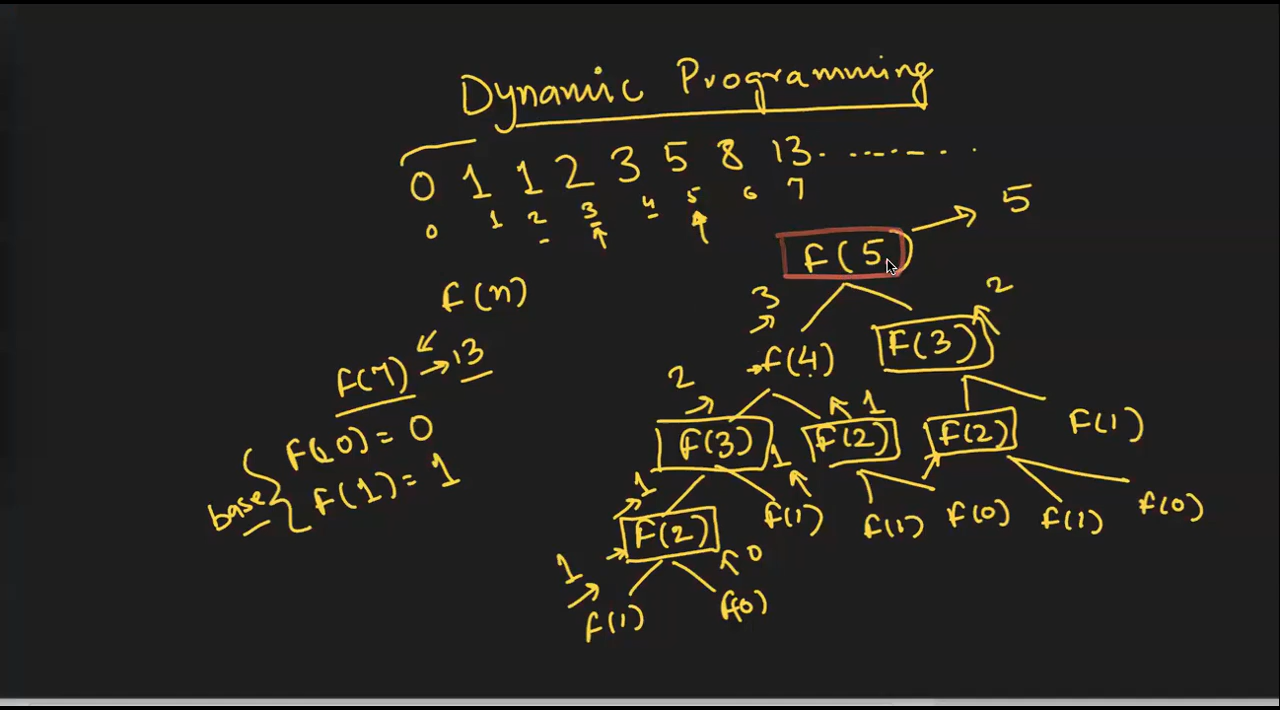 Dynamic Programming
0 1 1 2 3 5 8 13 . ........ .
0 1 2 3 4 5 6 7
f(5) → 5
f(n)
3 2
f(7) → 13
f(4) f(3)
2 1
f(0) = 0
f(3) f(2) f(2) f(1)
base f(1) = 1
1 1
f(2) f(1) f(1) f(0) f(1) f(0)
1 0
f(1) f(0)